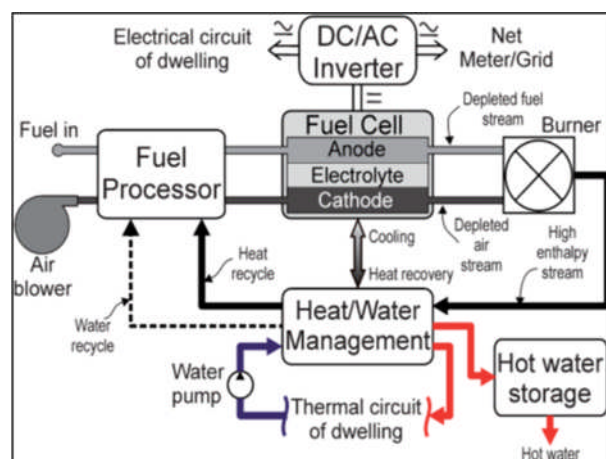 Electrical circuit
of dwelling
≃
DC/AC
Inverter
≃
Net
Meter/Grid
=
Fuel in
Fuel
Processor
Fuel Cell
Anode
Electrolyte
Cathode
Depleted fuel
stream
Burner
Air
blower
Heat
recycle
Cooling
Heat recovery
Depleted
air
stream
High
enthalpy
stream
Water
recycle
Heat/Water
Management
Water
pump
Thermal circuit
of dwelling
Hot water
storage
Hot water